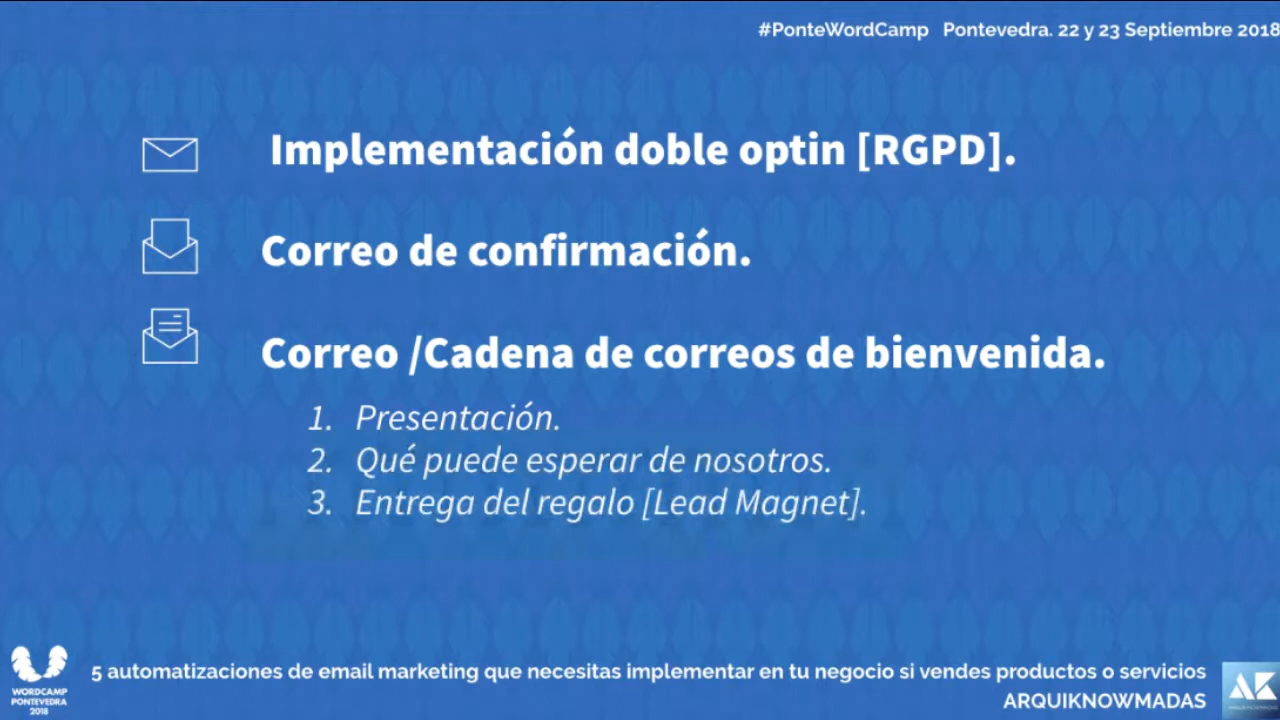 #PonteWordCamp Pontevedra. 22 y 23 Septiembre 2018
Implementación doble optin [RGPD].
Correo de confirmación.
Correo /Cadena de correos de bienvenida.
1. Presentación.
2. Qué puede esperar de nosotros.
3. Entrega del regalo [Lead Magnet].
5 automatizaciones de email marketing que necesitas implementar en tu negocio si vendes productos o servicios
ARQUIKNOWMADAS
WORDCAMP
PONTEVEDRA
2018
AK